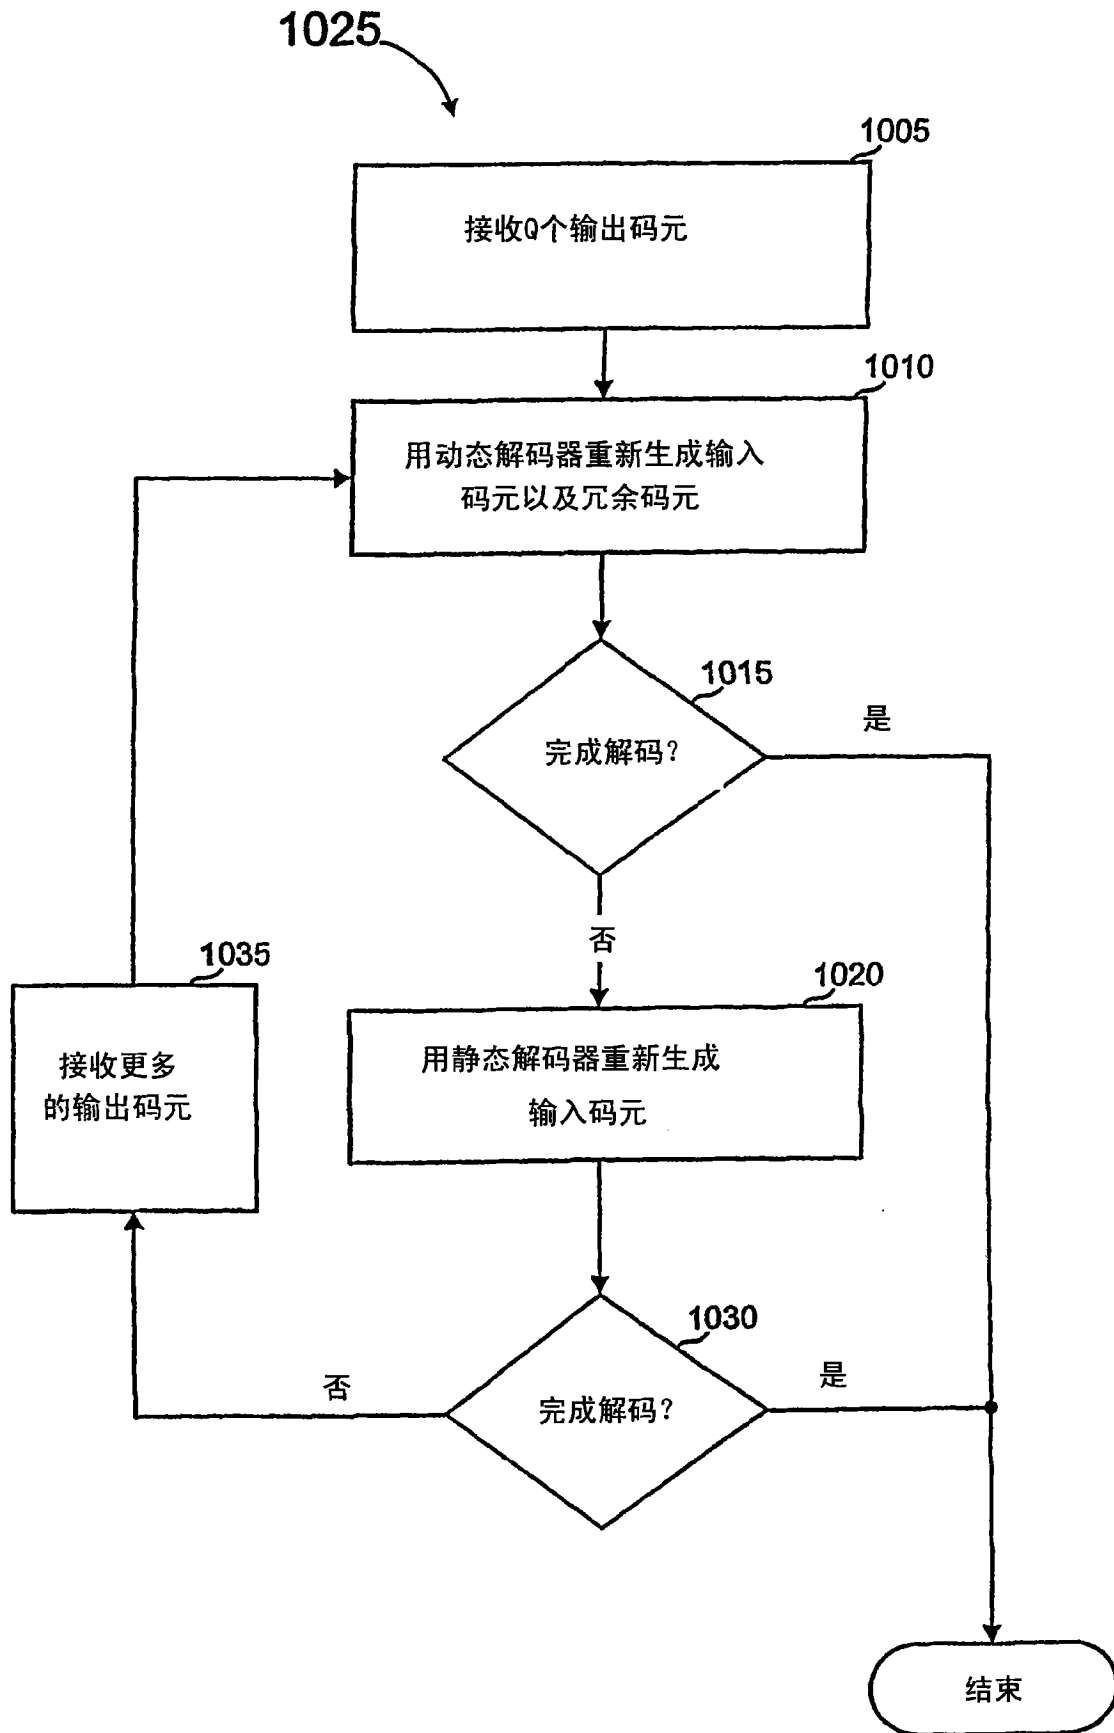 1025
1005
接收Q个输出码元
1010
用动态解码器重新生成输入
码元以及冗余码元
1015
完成解码?
是
否
1035
接收更多
的输出码元
1020
用静态解码器重新生成
输入码元
1030
完成解码?
是
否
结束